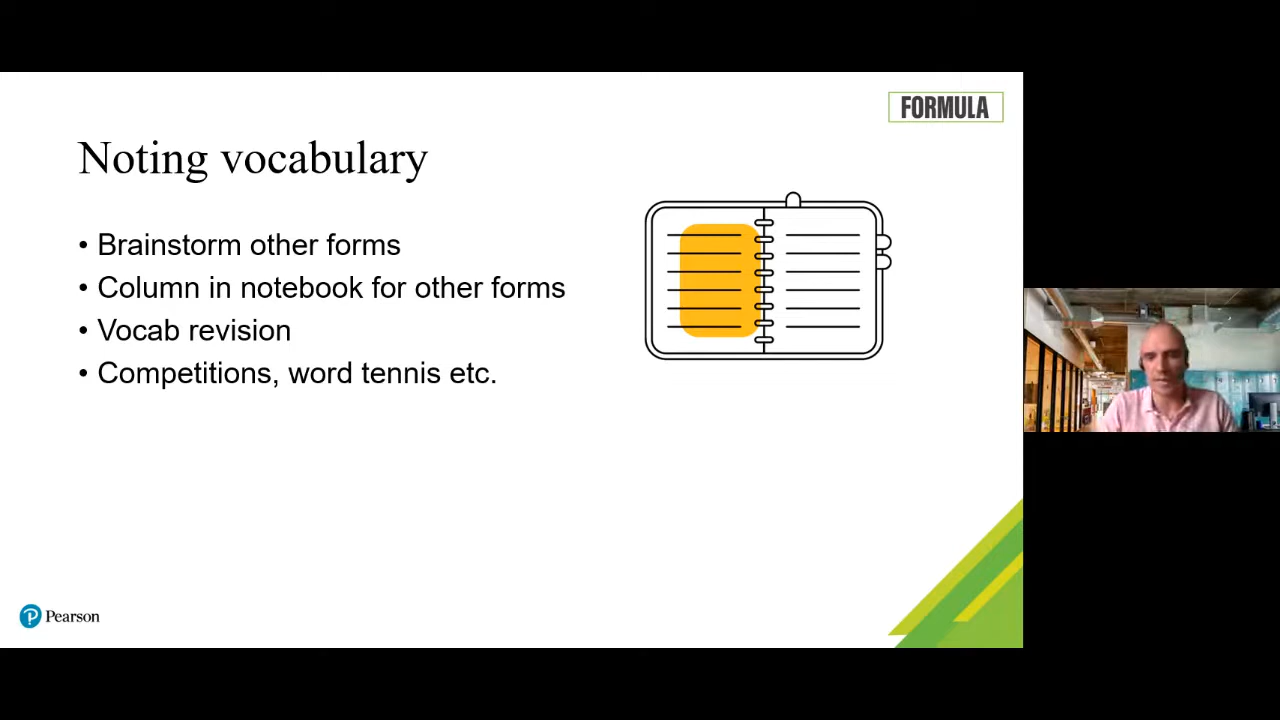 FORMULA
Noting vocabulary
• Brainstorm other forms
• Column in notebook for other forms
• Vocab revision
• Competitions, word tennis etc.
P Pearson